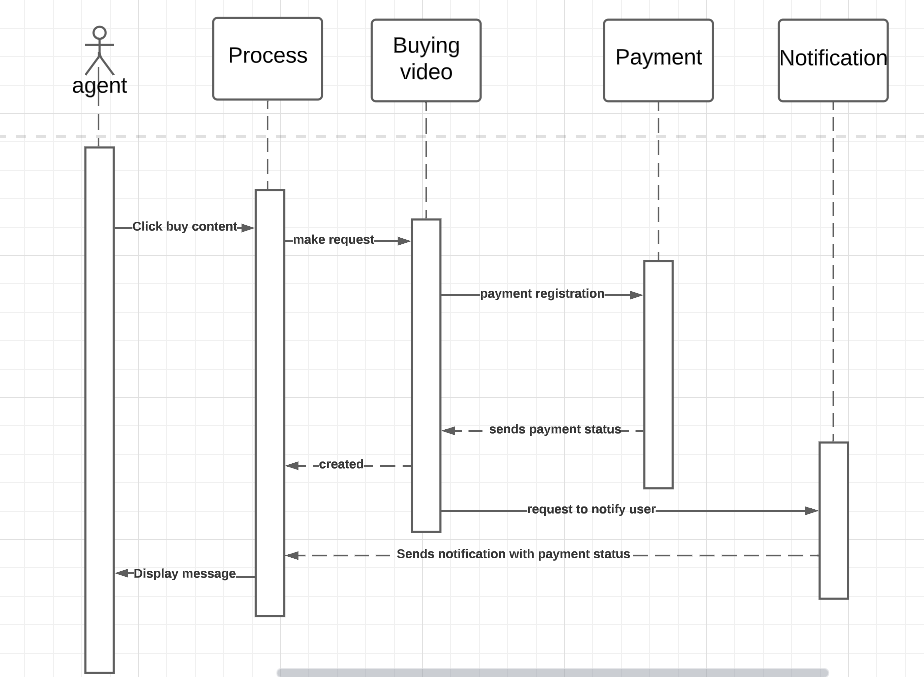 agent
Process
Buying
video
Payment
Notification
Click buy content
make request
payment registration
sends payment status
created
request to notify user
Sends notification with payment status
Display message